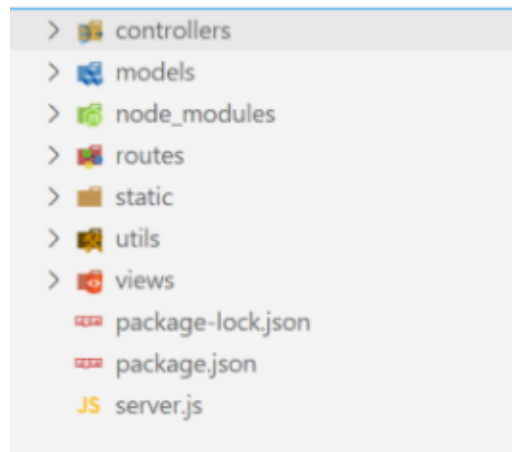 controllers
models
node_modules
routes
static
utils
views
package-lock.json
package.json
JS server.js